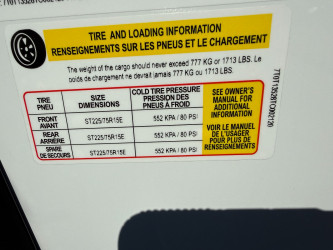 TIRE AND LOADING INFORMATION
RENSEIGNEMENTS SUR LES PNEUS ET LE CHARGEMENT
The weight of the cargo should never exceed 777 KG or 1713 LBS. Le
poids de chargement ne devrait jamais 777 KG ou 1713 LBS.
TIRE
PNEU
SIZE
DIMENSIONS
COLD TIRE PRESSURE
PRESSION DES
PNEUS À FROID
FRONT
AVANT
ST225/75R15E
552 KPA / 80 PSI
REAR
ARRIÈRE
ST225/75R15E
552 KPA / 80 PSI
SPARE
DE SECOURS
ST225/75R15E
552 KPA / 80 PSI
SEE OWNER'S
MANUAL FOR
ADDITIONAL
INFORMATION
VOIR LE MANUEL
DE L'USAGER
POUR PLUS DE
RENSEIGNEMENTS